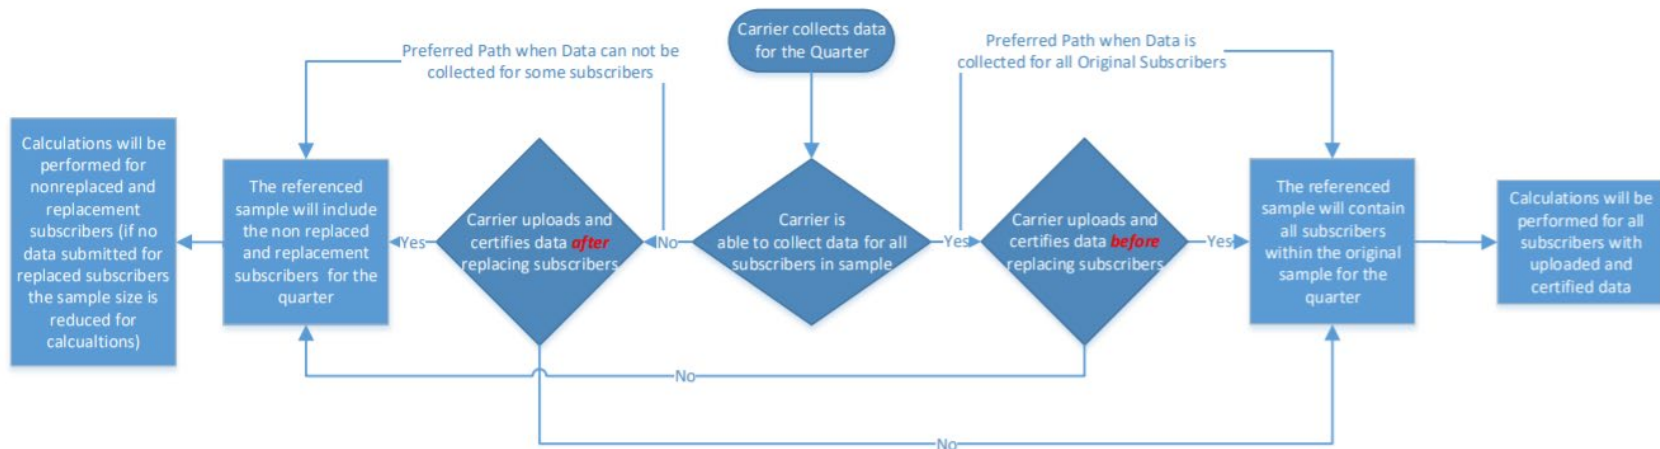 Carrier collects data
for the Quarter
Preferred Path when Data can not be
collected for some subscribers
Preferred Path when Data is
collected for all Original Subscribers
Calculations will be
performed for
nonreplaced and
replacement
subscribers (if no
data submitted for
replaced subscribers
the sample size is
reduced for
calcualtions)
The referenced
sample will include
the non replaced
and replacement
subscribers for the
quarter
Yes
Carrier uploads and
certifies data after
replacing subscribers
No
Carrier is
able to collect data for all
subscribers in sample
Yes
Carrier uploads and
certifies data before
replacing subscribers
Yes
The referenced
sample will contain
all subscribers
within the original
sample for the
quarter
Calculations will be
performed for all
subscribers with
uploaded and
certified data
No
No